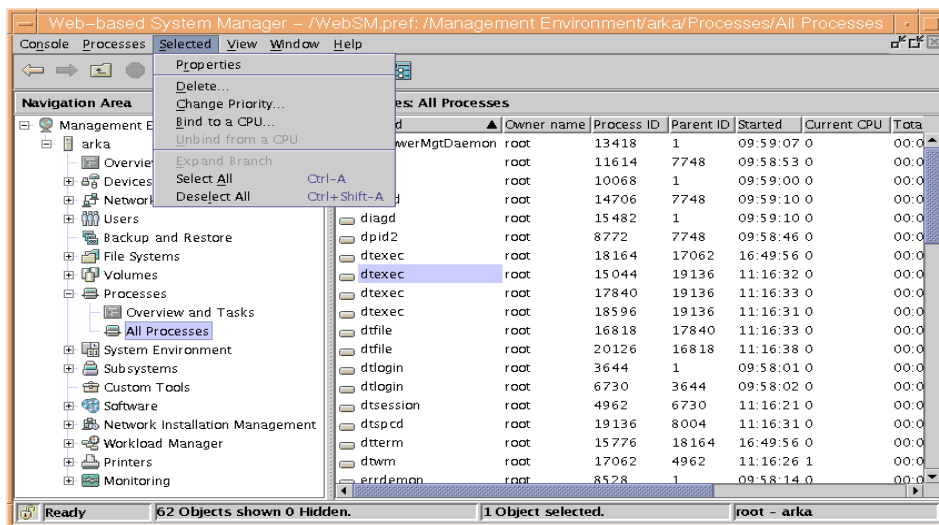 Web-based System Manager - /WebSM.pref: /Management Environment/arka/Processes/All Processes
Console Processes Selected View Window Help
Properties
Delete...
Change Priority...
Bind to a CPU...
Unbind from a CPU
Expand Branch
Select All Ctrl-A
Deselect All Ctrl+Shift-A
Navigation Area
Management E
arka
Overvie
Devices
Networ
Users
Backup and Restore
File Systems
Volumes
Processes
Overview and Tasks
All Processes
System Environment
Subsystems
Custom Tools
Software
Network Installation Management
Workload Manager
Printers
Monitoring
es: All Processes
d Owner name Process ID Parent ID Started Current CPU Tota
werMgtDaemon root 13418 1 09:59:07 0 00:0
root 11614 7748 09:58:53 0 00:0
root 10068 1 09:59:00 0 00:0
d root 14706 7748 09:59:10 0 00:0
diagd root 15482 1 09:59:10 0 00:0
dpid2 root 8772 7748 09:58:46 0 00:0
dtexec root 18164 17062 16:49:56 0 00:0
dtexec root 15044 19136 11:16:32 0 00:0
dtexec root 17840 19136 11:16:33 0 00:0
dtexec root 18596 19136 11:16:31 0 00:0
dtfile root 16818 17840 11:16:33 0 00:0
dtfile root 20126 16818 11:16:38 0 00:0
dtlogin root 3644 1 09:58:01 0 00:0
dtlogin root 6730 3644 09:58:02 0 00:0
dtsession root 4962 6730 11:16:21 0 00:0
dtspcd root 19136 8004 11:16:31 0 00:0
dtterm root 15776 18164 16:49:56 0 00:0
dtwm root 17062 4962 11:16:26 1 00:0
errdemon root 8528 1 09:58:14 0 00:0
Ready 62 Objects shown 0 Hidden. 1 Object selected. root - arka